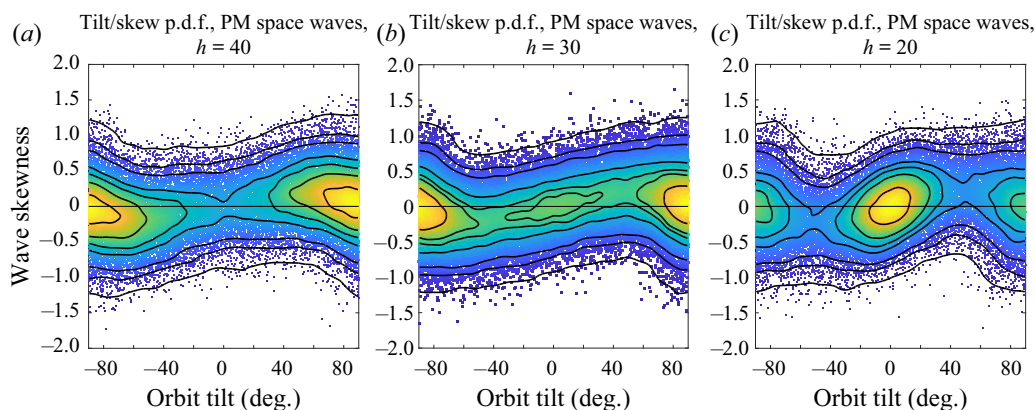 (a)
Tilt/skew p.d.f., PM space waves,
h = 40
(b)
Tilt/skew p.d.f., PM space waves,
h = 30
(c)
Tilt/skew p.d.f., PM space waves,
h = 20
Wave skewness
2.0
1.5
1.0
0.5
0
−0.5
−1.0
−1.5
−2.0
−80 −40 0 40 80
Orbit tilt (deg.)
2.0
1.5
1.0
0.5
0
−0.5
−1.0
−1.5
−2.0
−80 −40 0 40 80
Orbit tilt (deg.)
2.0
1.5
1.0
0.5
0
−0.5
−1.0
−1.5
−2.0
−80 −40 0 40 80
Orbit tilt (deg.)